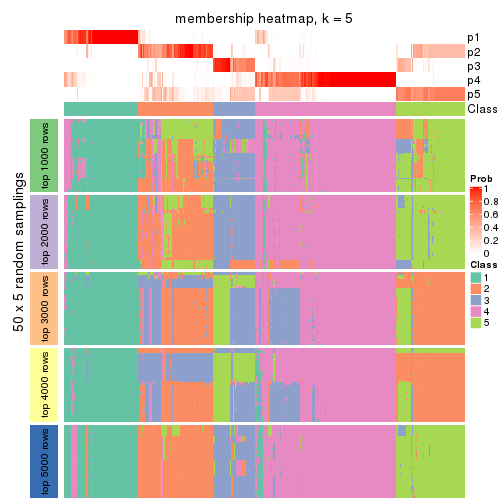 membership heatmap, k = 5
p1
p2
p3
p4
p5
Class
50 x 5 random samplings
top 1000 rows
top 2000 rows
top 3000 rows
top 4000 rows
top 5000 rows
Prob
1
0.8
0.6
0.4
0.2
0
Class
1
2
3
4
5